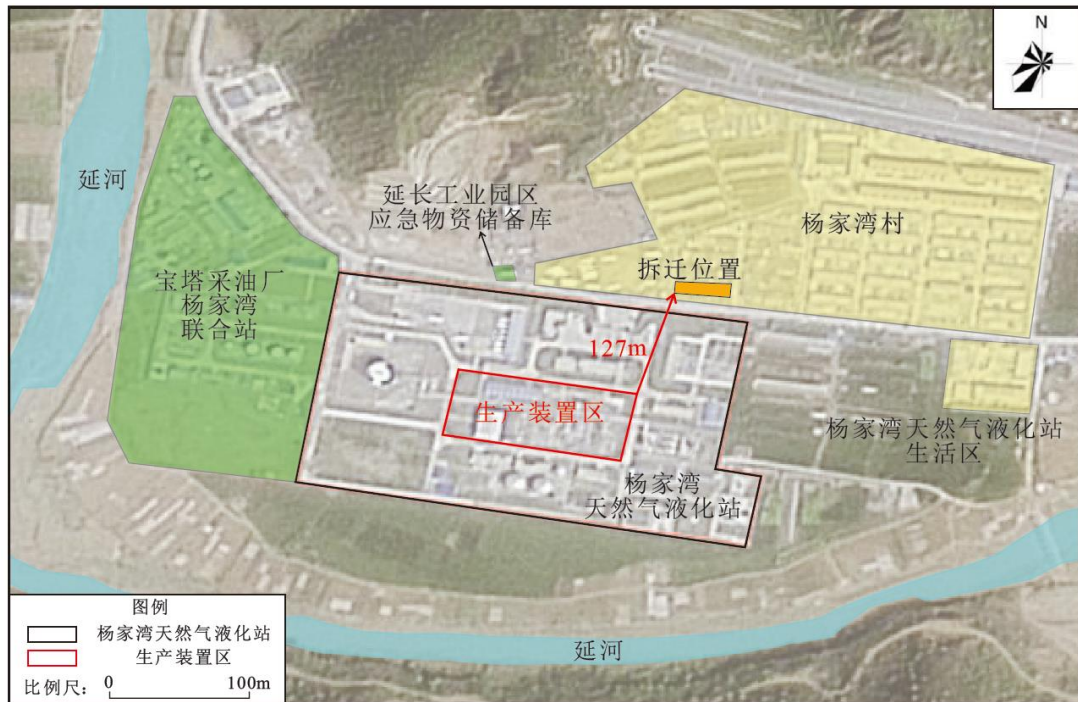 N
延河
延长工业园区
应急物资储备库
杨家湾村
宝塔采油厂
杨家湾
联合站
拆迁位置
127m
生产装置区
杨家湾天然气液化站
生活区
杨家湾
天然气液化站
延河
图例
杨家湾天然气液化站
生产装置区
比例尺： 0 100m